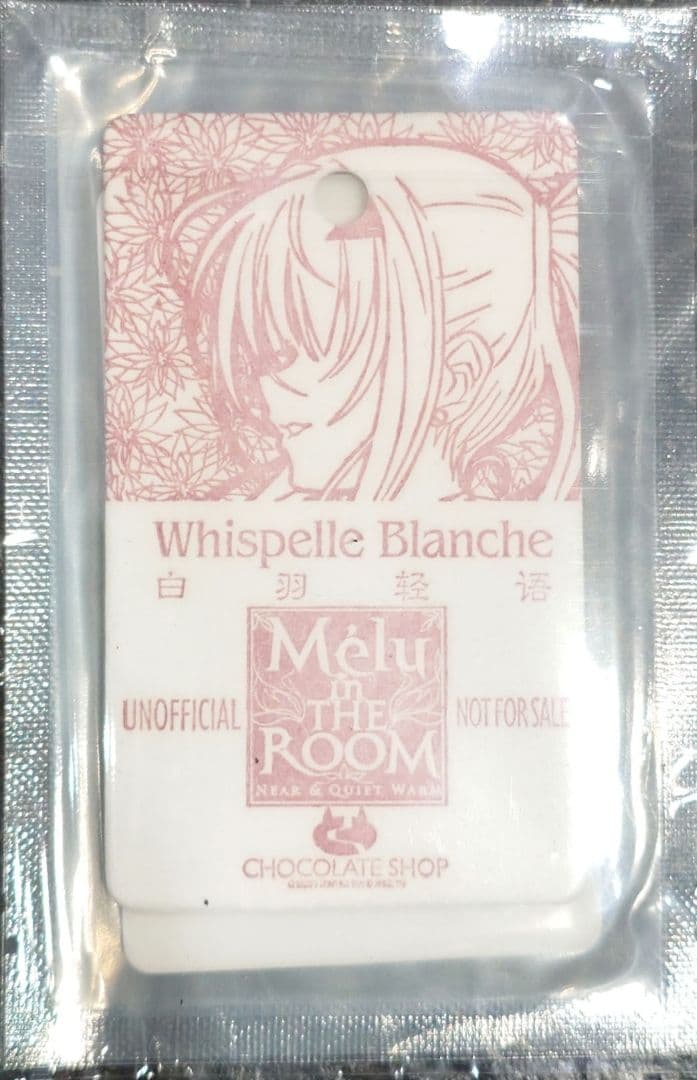 Whispelle Blanche
白羽轻语
Mélu
in
THE
ROOM
NEAR & QUIET WARM
UNOFFICIAL
NOT FOR SALE
CHOCOLATE SHOP